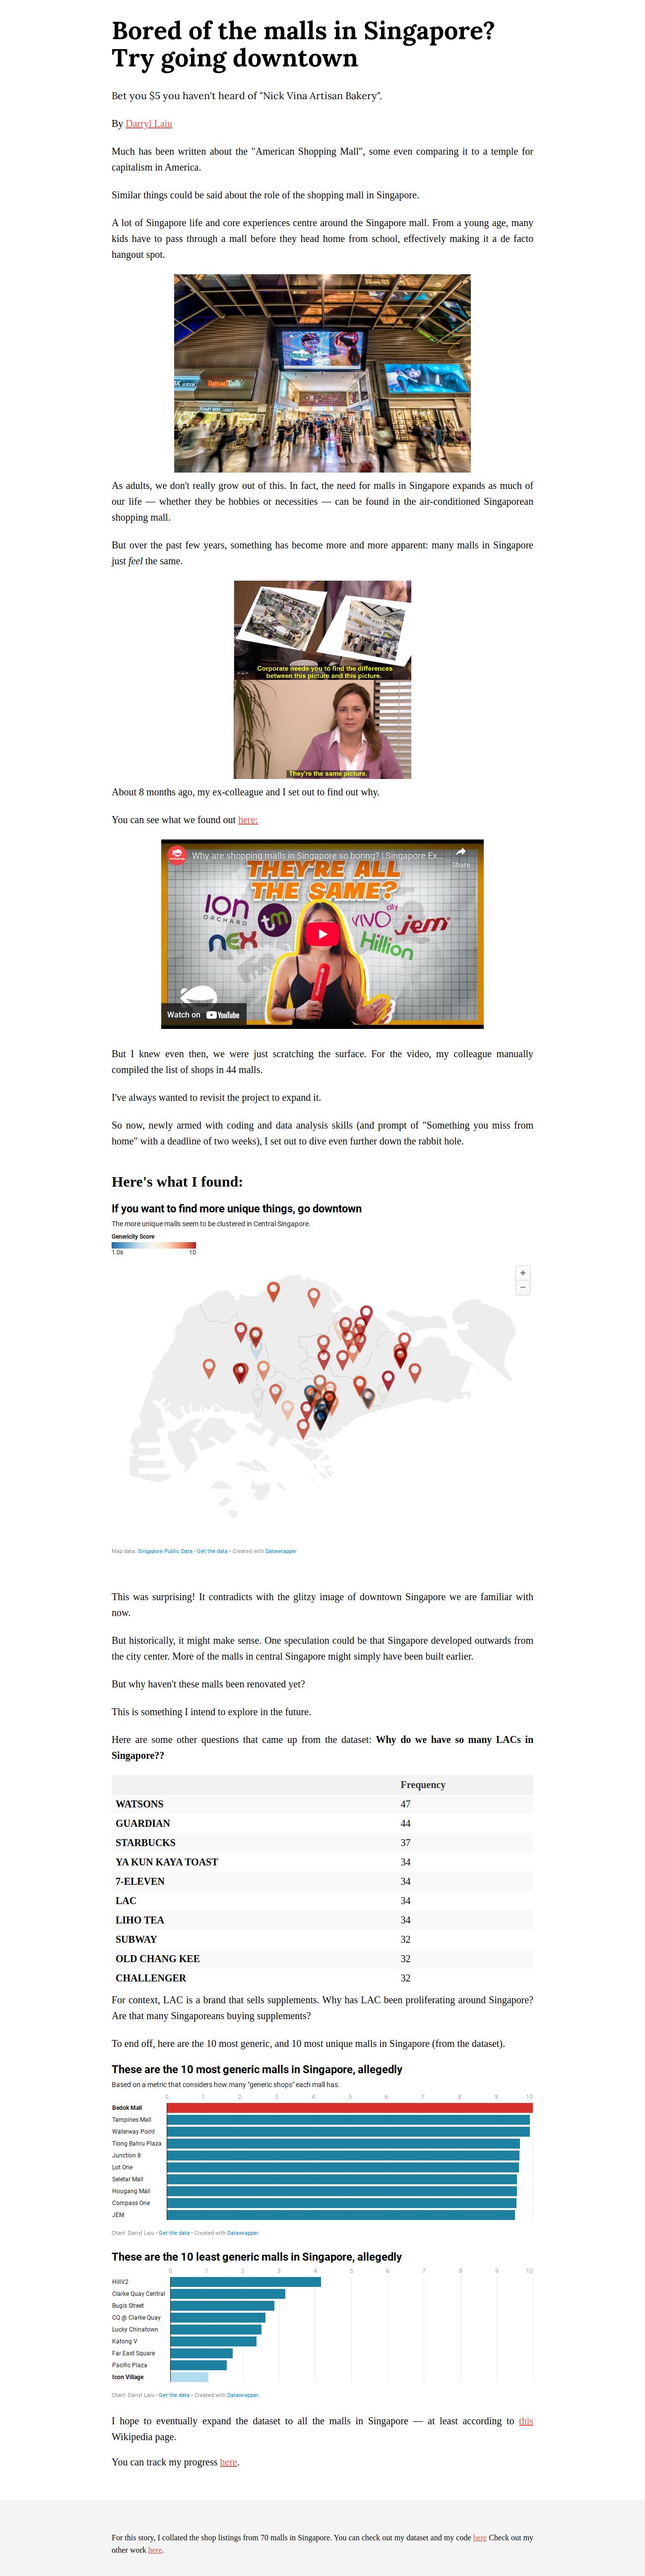 Bored of the malls in Singapore?
Try going downtown
Bet you $5 you haven't heard of "Nick Vina Artisan Bakery".
By Darryl Laiu
Much has been written about the "American Shopping Mall", some even comparing it to a temple for
capitalism in America.
Similar things could be said about the role of the shopping mall in Singapore.
A lot of Singapore life and core experiences centre around the Singapore mall. From a young age, many
kids have to pass through a mall before they head home from school, effectively making it a de facto
hangout spot.
BreadTalk
As adults, we don't really grow out of this. In fact, the need for malls in Singapore expands as much of
our life — whether they be hobbies or necessities — can be found in the air-conditioned Singaporean
shopping mall.
But over the past few years, something has become more and more apparent: many malls in Singapore
just feel the same.
Corporate needs you to find the differences
between this picture and this picture.
They're the same picture.
About 8 months ago, my ex-colleague and I set out to find out why.
You can see what we found out here:
Why are shopping malls in Singapore so boring? | Singapore Ex...
Share
THEY'RE ALL
THE SAME?
ION
ORCHARD
tm
VIVO city
jem
nex
Hillion
Watch on YouTube
But I knew even then, we were just scratching the surface. For the video, my colleague manually
compiled the list of shops in 44 malls.
I've always wanted to revisit the project to expand it.
So now, newly armed with coding and data analysis skills (and prompt of "Something you miss from
home" with a deadline of two weeks), I set out to dive even further down the rabbit hole.
Here's what I found:
If you want to find more unique things, go downtown
The more unique malls seem to be clustered in Central Singapore.
Genericity Score
1.06 10
+
−
Map data: Singapore Public Data • Get the data • Created with Datawrapper
This was surprising! It contradicts with the glitzy image of downtown Singapore we are familiar with
now.
But historically, it might make sense. One speculation could be that Singapore developed outwards from
the city center. More of the malls in central Singapore might simply have been built earlier.
But why haven't these malls been renovated yet?
This is something I intend to explore in the future.
Here are some other questions that came up from the dataset: Why do we have so many LACs in
Singapore??
Frequency
WATSONS 47
GUARDIAN 44
STARBUCKS 37
YA KUN KAYA TOAST 34
7-ELEVEN 34
LAC 34
LIHO TEA 34
SUBWAY 32
OLD CHANG KEE 32
CHALLENGER 32
For context, LAC is a brand that sells supplements. Why has LAC been proliferating around Singapore?
Are that many Singaporeans buying supplements?
To end off, here are the 10 most generic, and 10 most unique malls in Singapore (from the dataset).
These are the 10 most generic malls in Singapore, allegedly
Based on a metric that considers how many "generic shops" each mall has.
0 1 2 3 4 5 6 7 8 9 10
Bedok Mall
Tampines Mall
Waterway Point
Tiong Bahru Plaza
Junction 8
Lot One
Seletar Mall
Hougang Mall
Compass One
JEM
Chart: Darryl Laiu • Get the data • Created with Datawrapper
These are the 10 least generic malls in Singapore, allegedly
0 1 2 3 4 5 6 7 8 9 10
HillV2
Clarke Quay Central
Bugis Street
CQ @ Clarke Quay
Lucky Chinatown
Katong V
Far East Square
Pacific Plaza
Icon Village
Chart: Darryl Laiu • Get the data • Created with Datawrapper
I hope to eventually expand the dataset to all the malls in Singapore — at least according to this
Wikipedia page.
You can track my progress here.
For this story, I collated the shop listings from 70 malls in Singapore. You can check out my dataset and my code here Check out my
other work here.